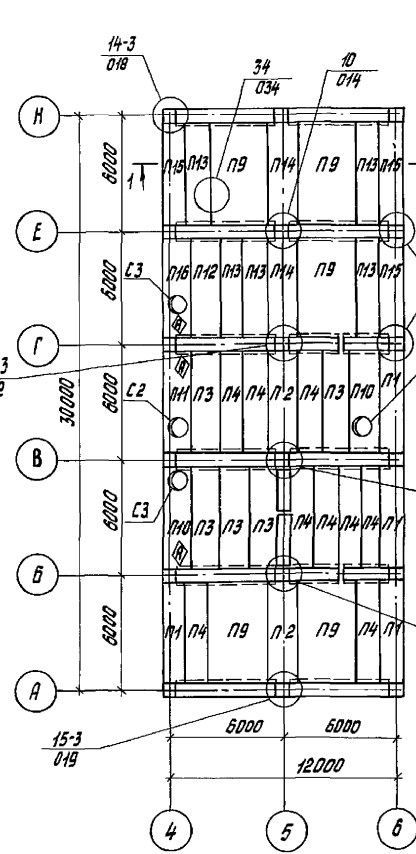 14-3
018
34
034
10
014
И
6000
1
П15 П13 П9 П14 П9 П13 П15
Е
6000
С3
П16 П12 П13 П13 П14 П9 П13 П15
Г
30000
6000
С2
П11 П3 П4 П4 П2 П4 П3 П10 П1
В
6000
С3
П10 П3 П3 П3 П4 П4 П4 П4 П1
Б
6000
П1 П4 П9 П2 П9 П4 П1
А
15-3
019
6000 6000
12000
4 5 6